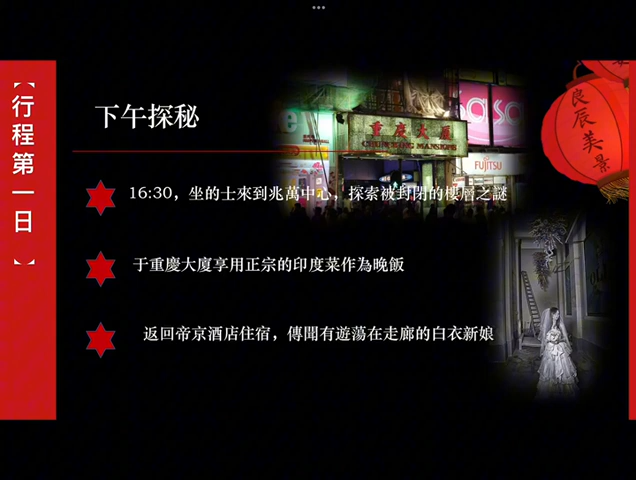 【行程第一日】
下午探秘
重慶大廈
CHUNGKING MANSIONS
sasa
FUJITSU
良辰美景
16:30，坐的士來到兆萬中心，探索被封閉的樓層之謎
于重慶大廈享用正宗的印度菜作為晚飯
返回帝京酒店住宿，傳聞有遊蕩在走廊的白衣新娘